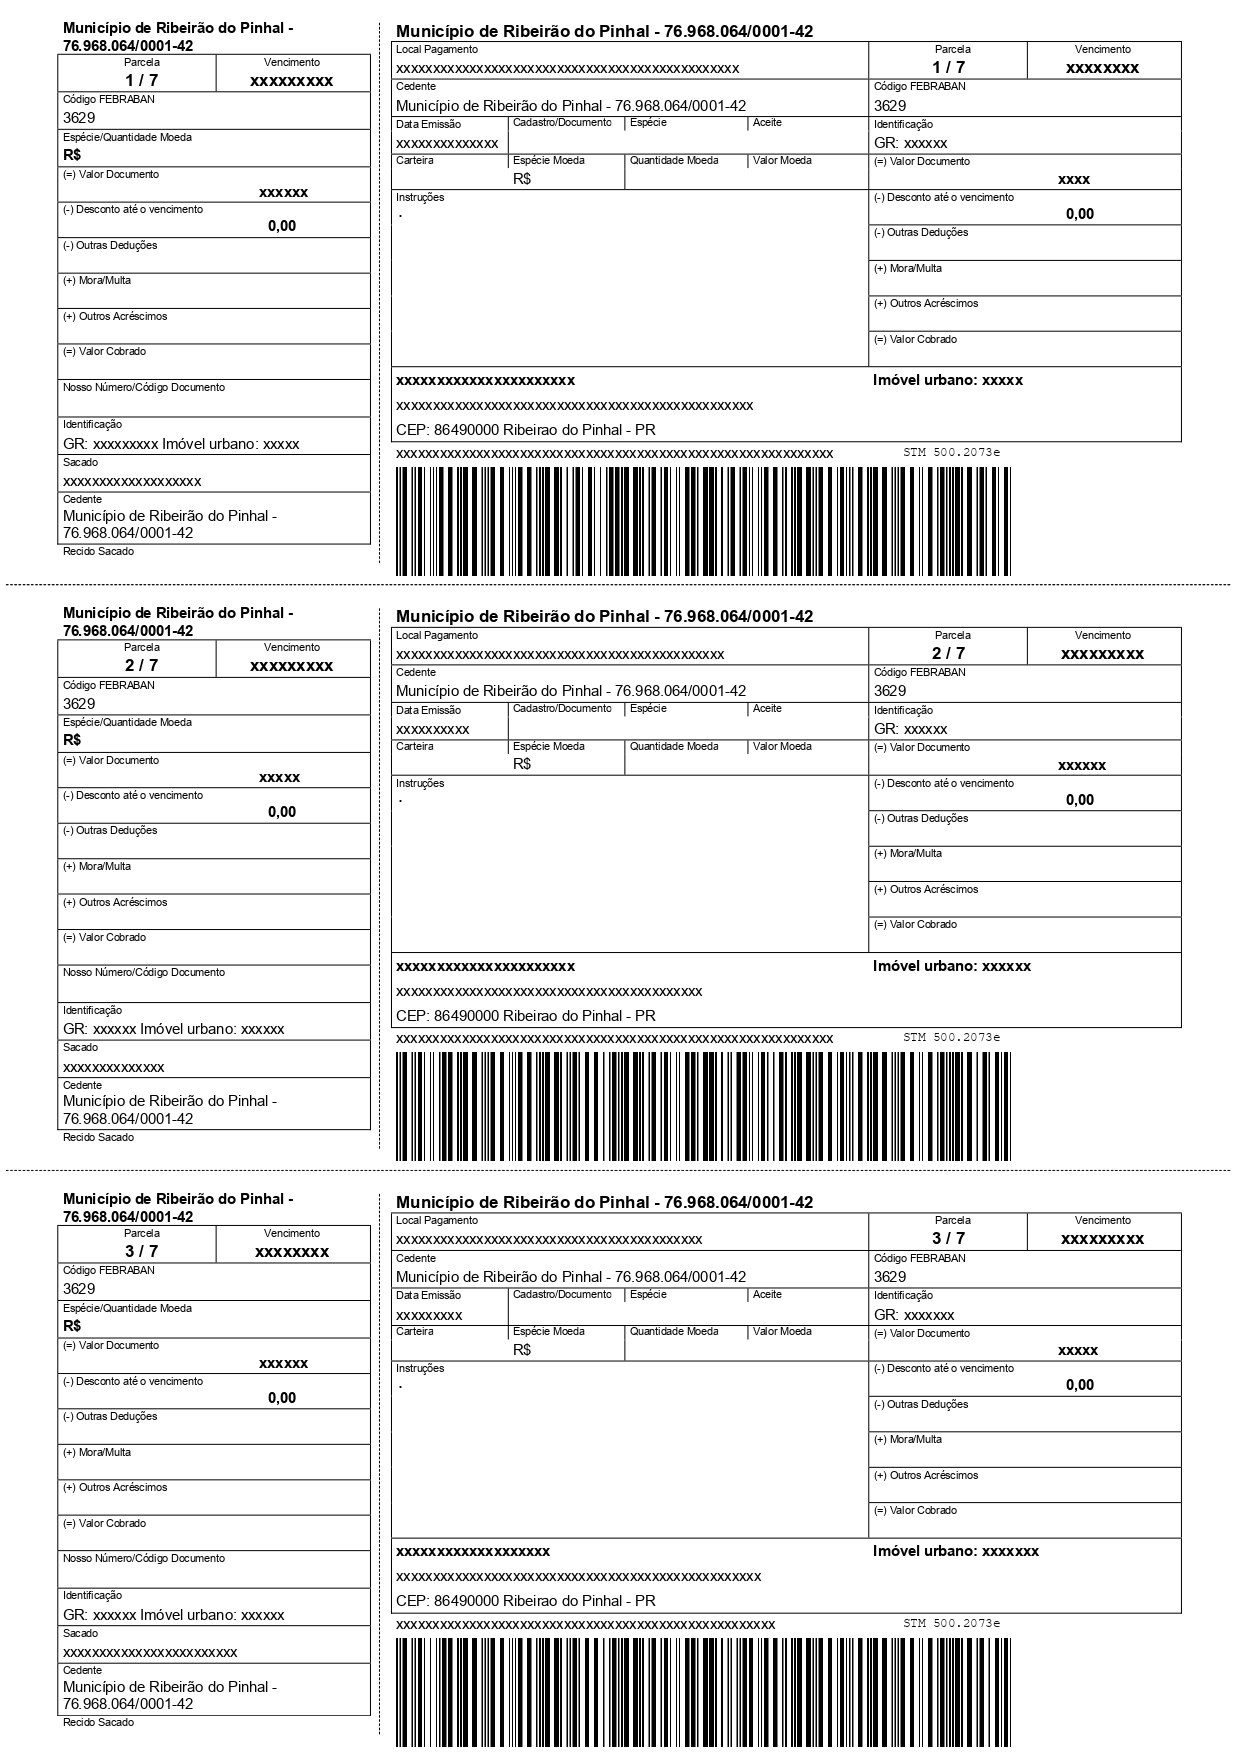 Município de Ribeirão do Pinhal -
76.968.064/0001-42
Parcela Vencimento
1 / 7 xxxxxxxxx
Código FEBRABAN
3629
Espécie/Quantidade Moeda
R$
(=) Valor Documento
xxxxxx
(-) Desconto até o vencimento
0,00
(-) Outras Deduções
(+) Mora/Multa
(+) Outros Acréscimos
(=) Valor Cobrado
Nosso Número/Código Documento
Identificação
GR: xxxxxxxxx Imóvel urbano: xxxxx
Sacado
xxxxxxxxxxxxxxxxxxx
Cedente
Município de Ribeirão do Pinhal -
76.968.064/0001-42
Recido Sacado
Município de Ribeirão do Pinhal - 76.968.064/0001-42
Local Pagamento Parcela Vencimento
xxxxxxxxxxxxxxxxxxxxxxxxxxxxxxxxxxxxxxxxxxxxxxx 1 / 7 xxxxxxxx
Cedente Código FEBRABAN
Município de Ribeirão do Pinhal - 76.968.064/0001-42 3629
Data Emissão Cadastro/Documento Espécie Aceite Identificação
xxxxxxxxxxxxxx GR: xxxxxx
Carteira Espécie Moeda Quantidade Moeda Valor Moeda (=) Valor Documento
R$ xxxx
Instruções (-) Desconto até o vencimento
. 0,00
(-) Outras Deduções
(+) Mora/Multa
(+) Outros Acréscimos
(=) Valor Cobrado
xxxxxxxxxxxxxxxxxxxxxx Imóvel urbano: xxxxx
xxxxxxxxxxxxxxxxxxxxxxxxxxxxxxxxxxxxxxxxxxxxxxxxx
CEP: 86490000 Ribeirao do Pinhal - PR
xxxxxxxxxxxxxxxxxxxxxxxxxxxxxxxxxxxxxxxxxxxxxxxxxxxxxxxxxxxx STM 500.2073e
Município de Ribeirão do Pinhal -
76.968.064/0001-42
Parcela Vencimento
2 / 7 xxxxxxxxx
Código FEBRABAN
3629
Espécie/Quantidade Moeda
R$
(=) Valor Documento
xxxxx
(-) Desconto até o vencimento
0,00
(-) Outras Deduções
(+) Mora/Multa
(+) Outros Acréscimos
(=) Valor Cobrado
Nosso Número/Código Documento
Identificação
GR: xxxxxx Imóvel urbano: xxxxxx
Sacado
xxxxxxxxxxxxxx
Cedente
Município de Ribeirão do Pinhal -
76.968.064/0001-42
Recido Sacado
Município de Ribeirão do Pinhal - 76.968.064/0001-42
Local Pagamento Parcela Vencimento
xxxxxxxxxxxxxxxxxxxxxxxxxxxxxxxxxxxxxxxxxxxxx 2 / 7 xxxxxxxxx
Cedente Código FEBRABAN
Município de Ribeirão do Pinhal - 76.968.064/0001-42 3629
Data Emissão Cadastro/Documento Espécie Aceite Identificação
xxxxxxxxxx GR: xxxxxx
Carteira Espécie Moeda Quantidade Moeda Valor Moeda (=) Valor Documento
R$ xxxxxx
Instruções (-) Desconto até o vencimento
. 0,00
(-) Outras Deduções
(+) Mora/Multa
(+) Outros Acréscimos
(=) Valor Cobrado
xxxxxxxxxxxxxxxxxxxxxx Imóvel urbano: xxxxxx
xxxxxxxxxxxxxxxxxxxxxxxxxxxxxxxxxxxxxxxxxx
CEP: 86490000 Ribeirao do Pinhal - PR
xxxxxxxxxxxxxxxxxxxxxxxxxxxxxxxxxxxxxxxxxxxxxxxxxxxxxxxxxxxx STM 500.2073e
Município de Ribeirão do Pinhal -
76.968.064/0001-42
Parcela Vencimento
3 / 7 xxxxxxxx
Código FEBRABAN
3629
Espécie/Quantidade Moeda
R$
(=) Valor Documento
xxxxxx
(-) Desconto até o vencimento
0,00
(-) Outras Deduções
(+) Mora/Multa
(+) Outros Acréscimos
(=) Valor Cobrado
Nosso Número/Código Documento
Identificação
GR: xxxxxx Imóvel urbano: xxxxxx
Sacado
xxxxxxxxxxxxxxxxxxxxxxxx
Cedente
Município de Ribeirão do Pinhal -
76.968.064/0001-42
Recido Sacado
Município de Ribeirão do Pinhal - 76.968.064/0001-42
Local Pagamento Parcela Vencimento
xxxxxxxxxxxxxxxxxxxxxxxxxxxxxxxxxxxxxxxxxx 3 / 7 xxxxxxxxx
Cedente Código FEBRABAN
Município de Ribeirão do Pinhal - 76.968.064/0001-42 3629
Data Emissão Cadastro/Documento Espécie Aceite Identificação
xxxxxxxxx GR: xxxxxxx
Carteira Espécie Moeda Quantidade Moeda Valor Moeda (=) Valor Documento
R$ xxxxx
Instruções (-) Desconto até o vencimento
. 0,00
(-) Outras Deduções
(+) Mora/Multa
(+) Outros Acréscimos
(=) Valor Cobrado
xxxxxxxxxxxxxxxxxxx Imóvel urbano: xxxxxxx
xxxxxxxxxxxxxxxxxxxxxxxxxxxxxxxxxxxxxxxxxxxxxxxxxx
CEP: 86490000 Ribeirao do Pinhal - PR
xxxxxxxxxxxxxxxxxxxxxxxxxxxxxxxxxxxxxxxxxxxxxxxxxxxx STM 500.2073e